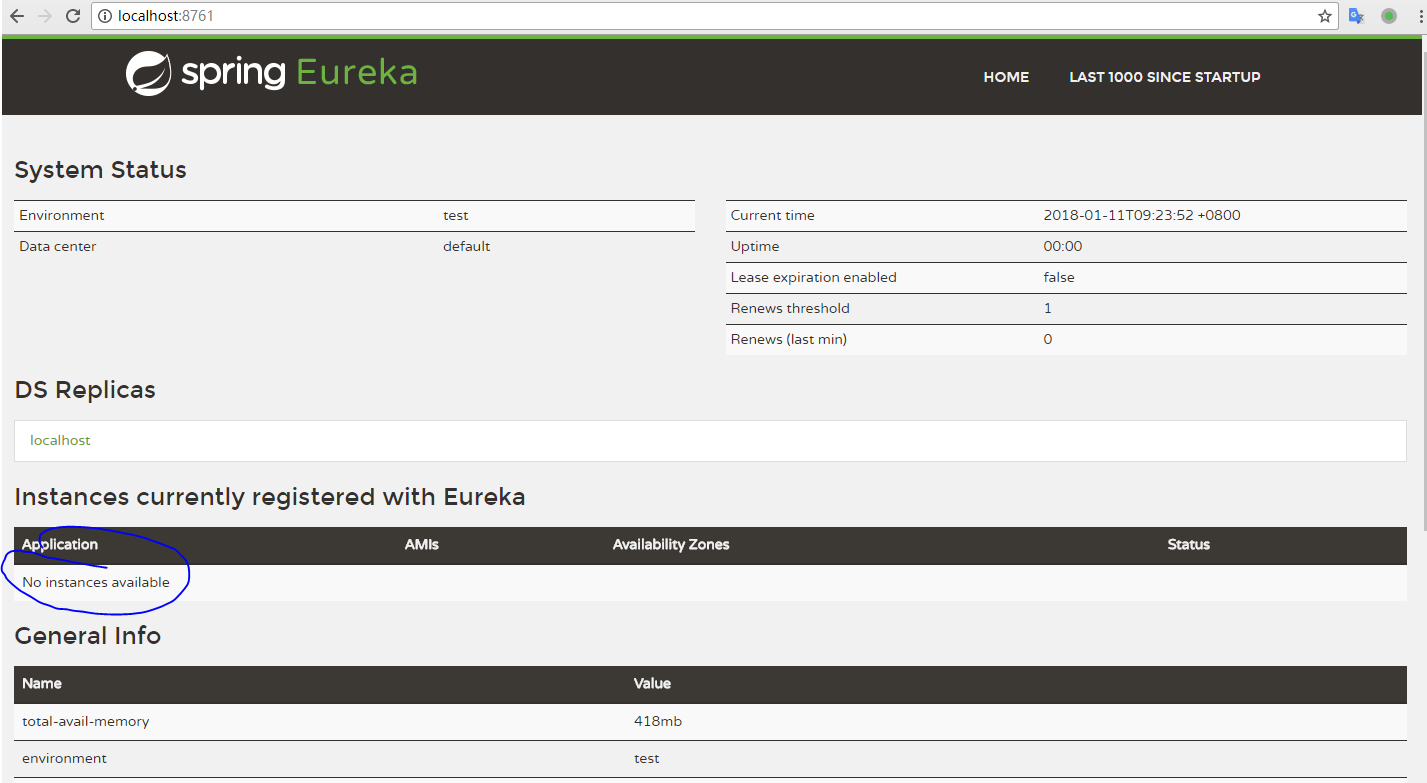 localhost:8761
spring Eureka
HOME LAST 1000 SINCE STARTUP
System Status
Environment test
Data center default
Current time 2018-01-11T09:23:52 +0800
Uptime 00:00
Lease expiration enabled false
Renews threshold 1
Renews (last min) 0
DS Replicas
localhost
Instances currently registered with Eureka
Application AMIs Availability Zones Status
No instances available
General Info
Name Value
total-avail-memory 418mb
environment test